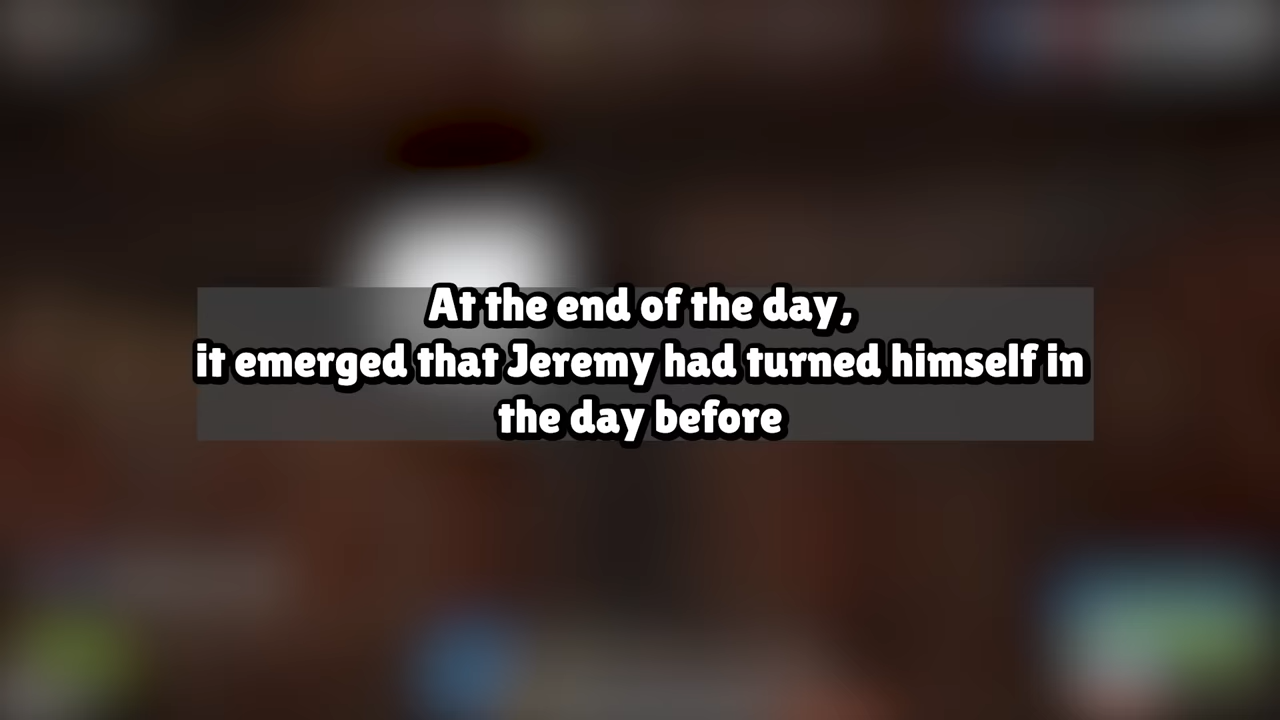 At the end of the day,
it emerged that Jeremy had turned himself in
the day before